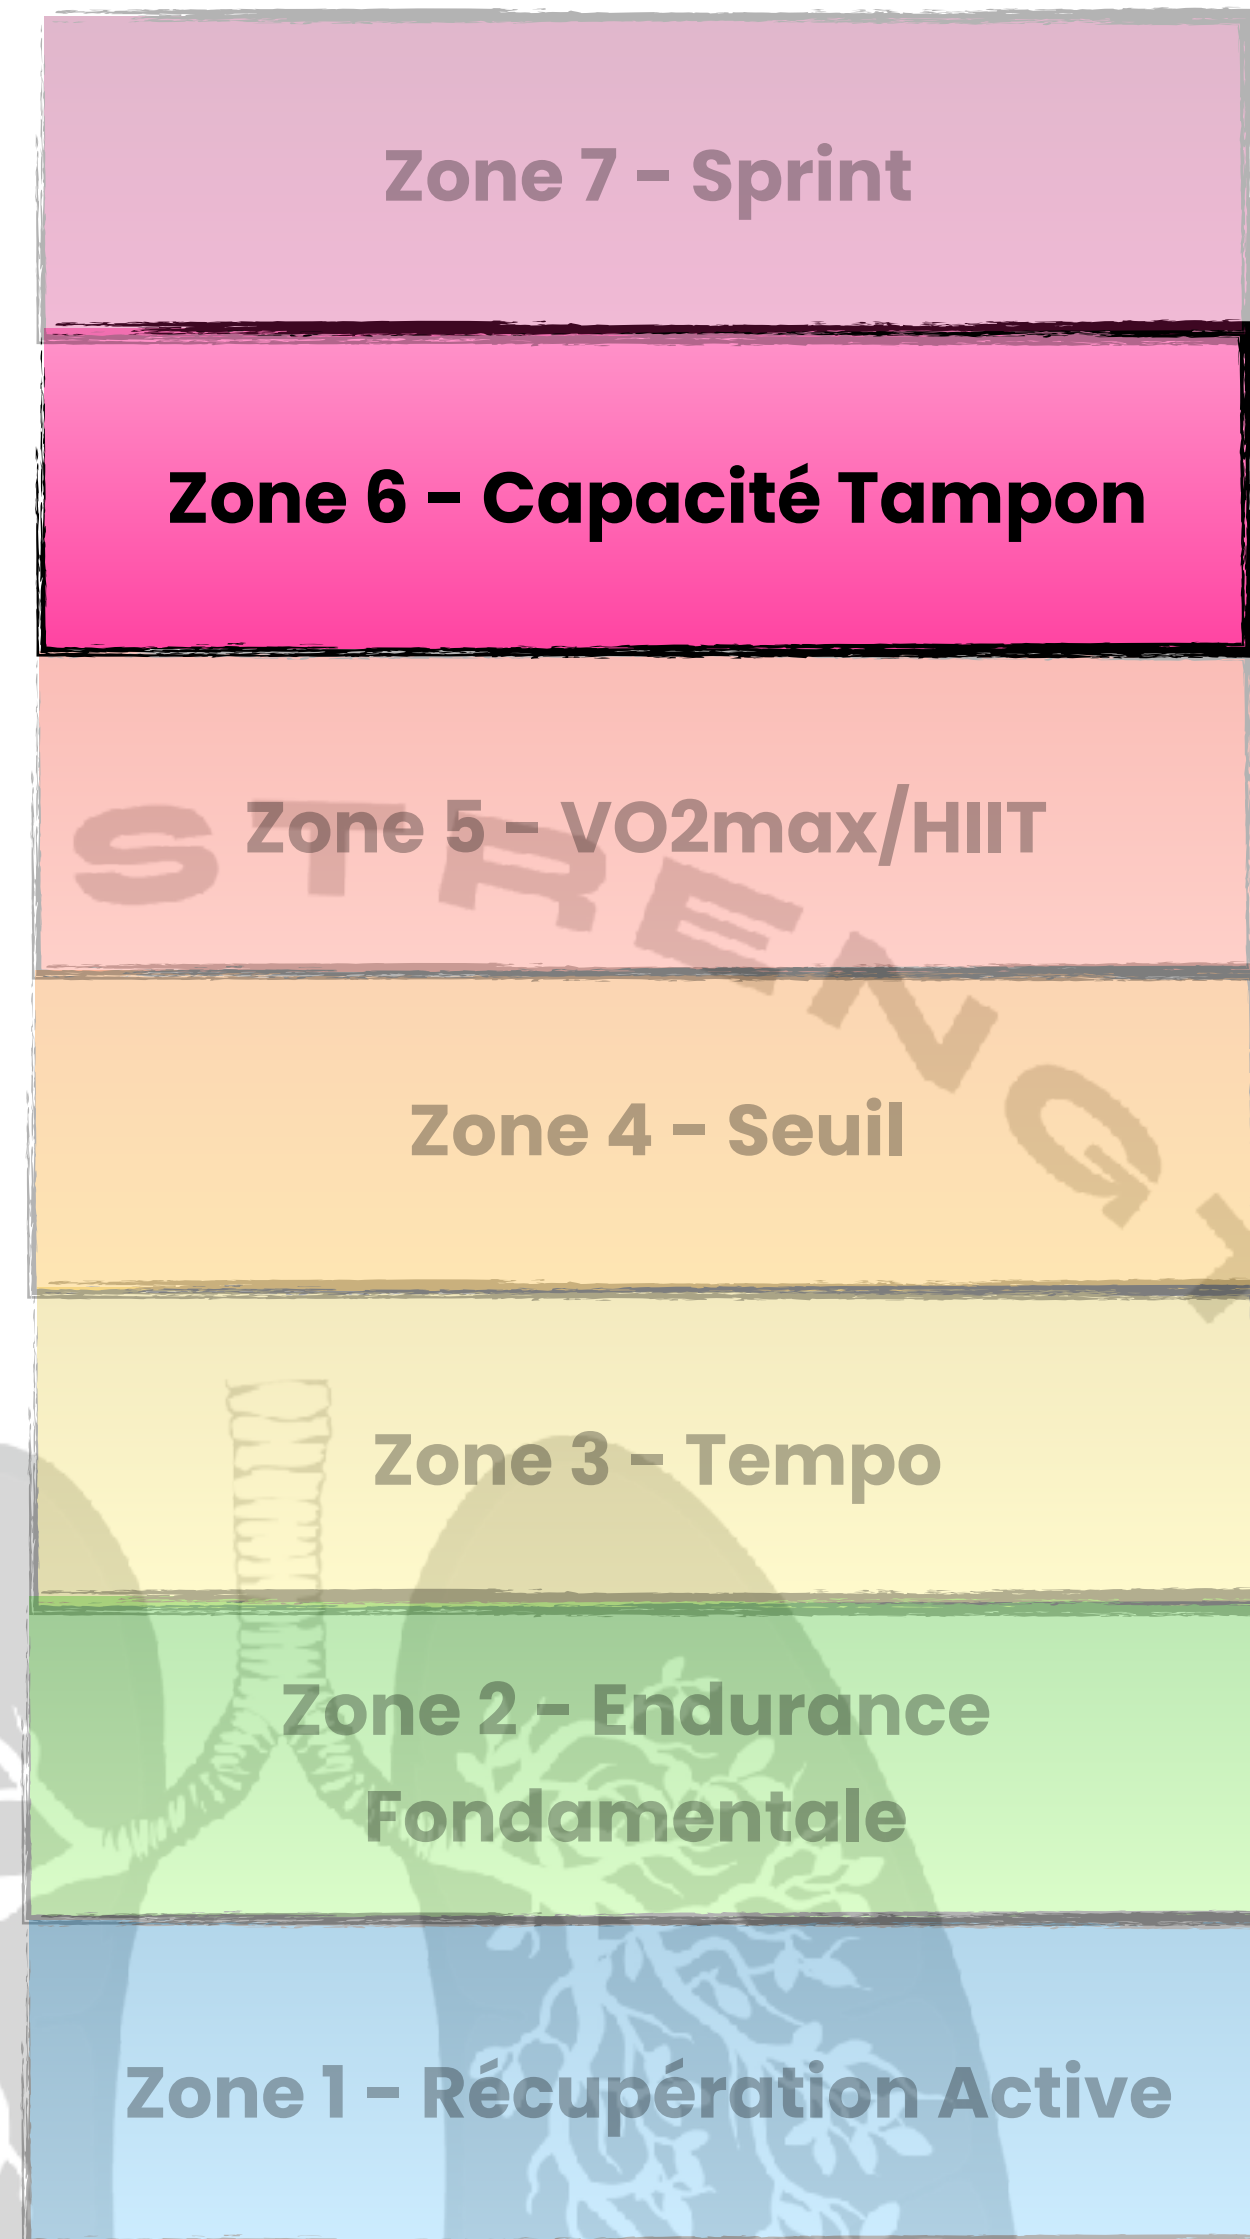 Zone 7 - Sprint
Zone 6 - Capacité Tampon
Zone 5 - VO2max/HIIT
STRENGT
Zone 4 - Seuil
Zone 3 - Tempo
Zone 2 - Endurance
Fondamentale
Zone 1 - Récupération Active